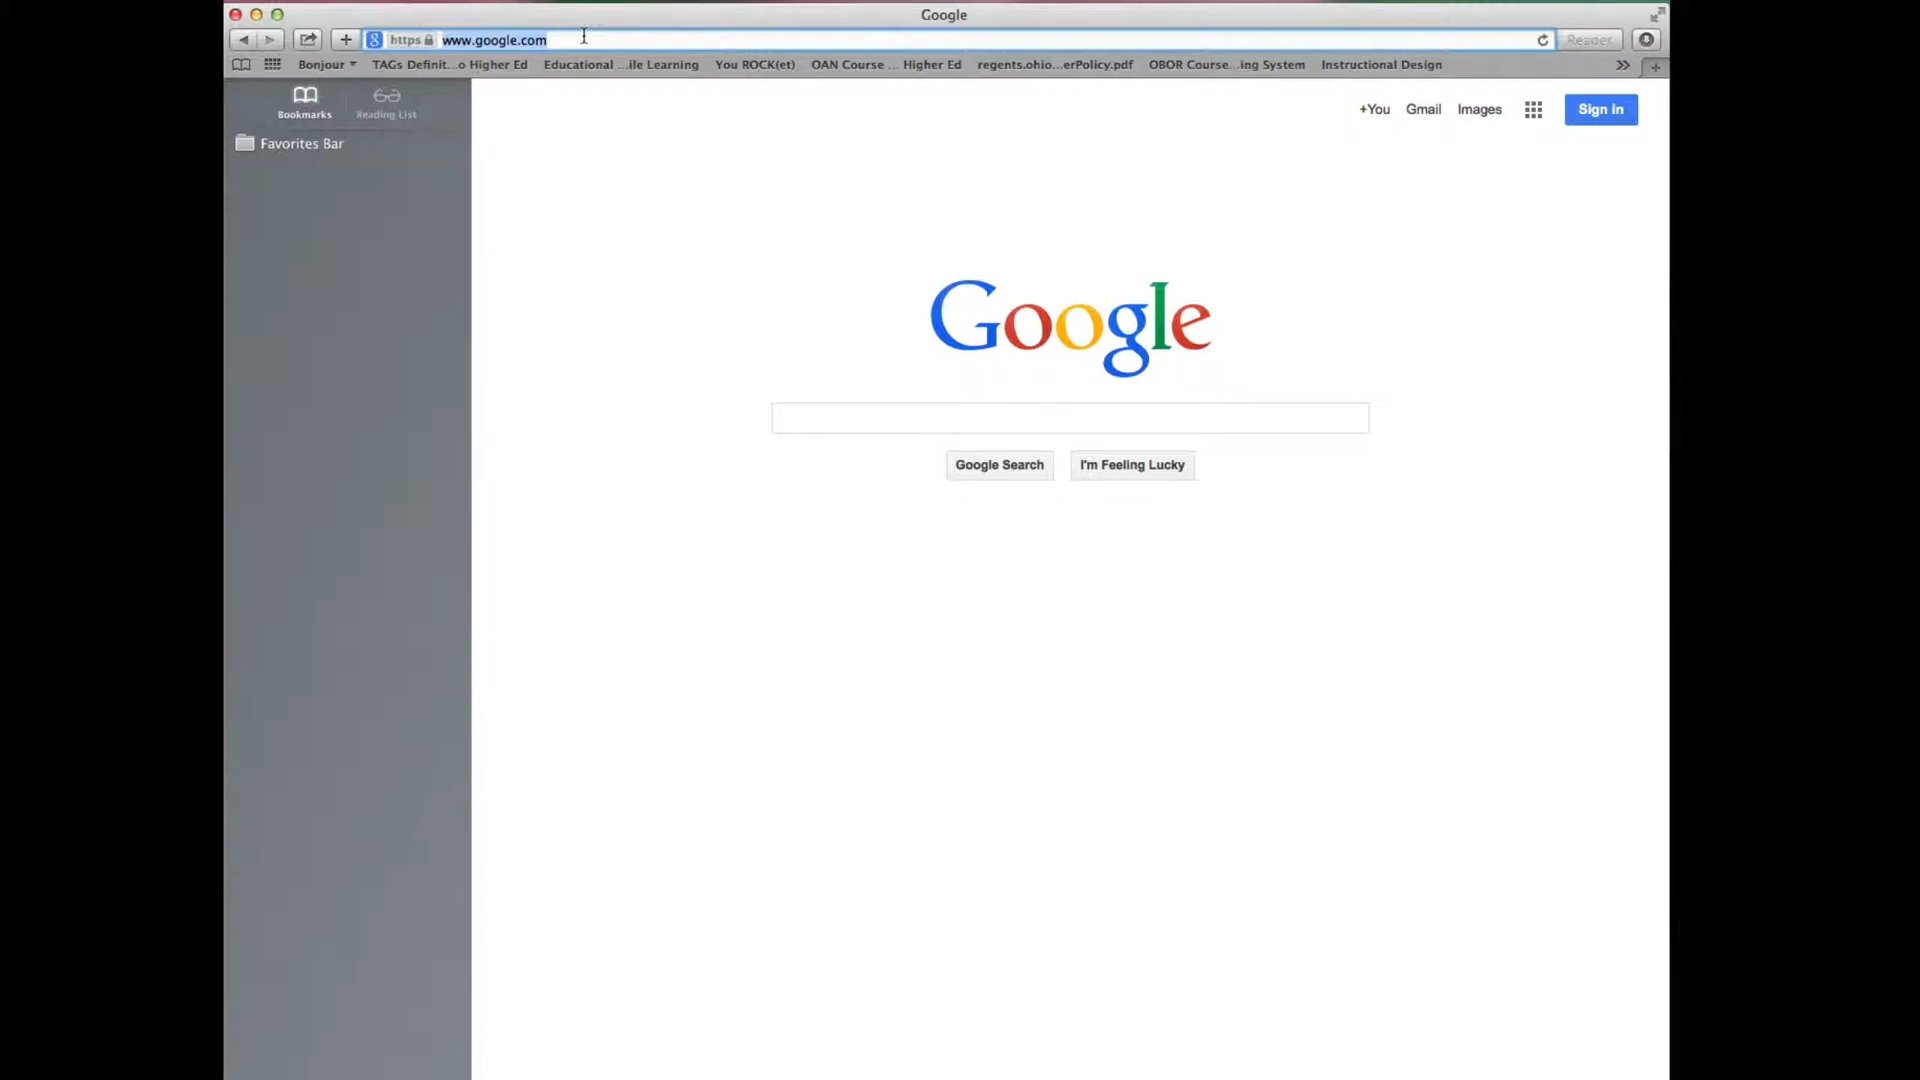 Google
https www.google.com
Reader
Bonjour
TAGs Definit...o Higher Ed
Educational ...ile Learning
You ROCK(et)
OAN Course ... Higher Ed
regents.ohio...erPolicy.pdf
OBOR Course...ing System
Instructional Design
Bookmarks
Reading List
Favorites Bar
+You
Gmail
Images
Sign in
Google
Google Search
I'm Feeling Lucky